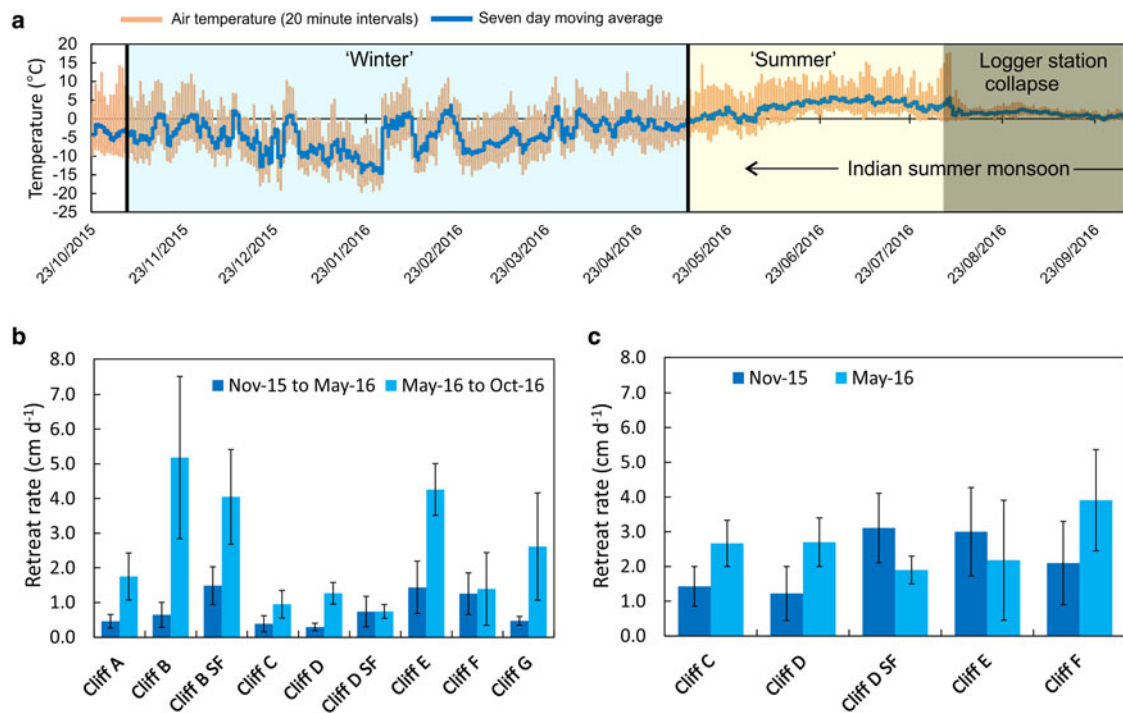 a
Air temperature (20 minute intervals)
Seven day moving average
Temperature (°C)
20
15
10
5
0
-5
-10
-15
-20
-25
'Winter'
'Summer'
Logger station
collapse
Indian summer monsoon
23/10/2015
23/11/2015
23/12/2015
23/01/2016
23/02/2016
23/03/2016
23/04/2016
23/05/2016
23/06/2016
23/07/2016
23/08/2016
23/09/2016
b
Retreat rate (cm d⁻¹)
8.0
7.0
6.0
5.0
4.0
3.0
2.0
1.0
0.0
Nov-15 to May-16
May-16 to Oct-16
Cliff A
Cliff B
Cliff B SF
Cliff C
Cliff D
Cliff D SF
Cliff E
Cliff F
Cliff G
c
Retreat rate (cm d⁻¹)
8.0
7.0
6.0
5.0
4.0
3.0
2.0
1.0
0.0
Nov-15
May-16
Cliff C
Cliff D
Cliff D SF
Cliff E
Cliff F